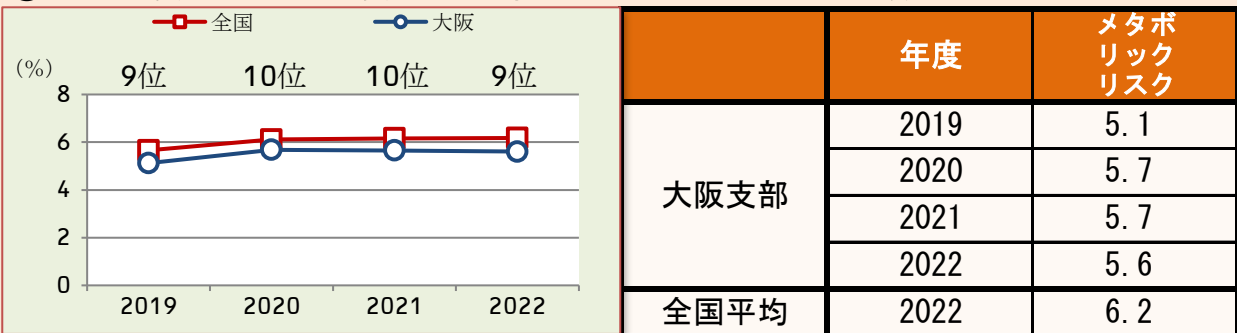 全国 大阪
(%)
9位 10位 10位 9位
8
6
4
2
0
2019 2020 2021 2022
年度 メタボリックリスク
大阪支部
2019 5.1
2020 5.7
2021 5.7
2022 5.6
全国平均 2022 6.2